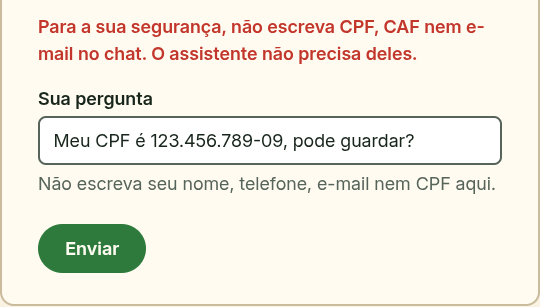 Para a sua segurança, não escreva CPF, CAF nem e-
mail no chat. O assistente não precisa deles.
Sua pergunta
Meu CPF é 123.456.789-09, pode guardar?
Não escreva seu nome, telefone, e-mail nem CPF aqui.
Enviar